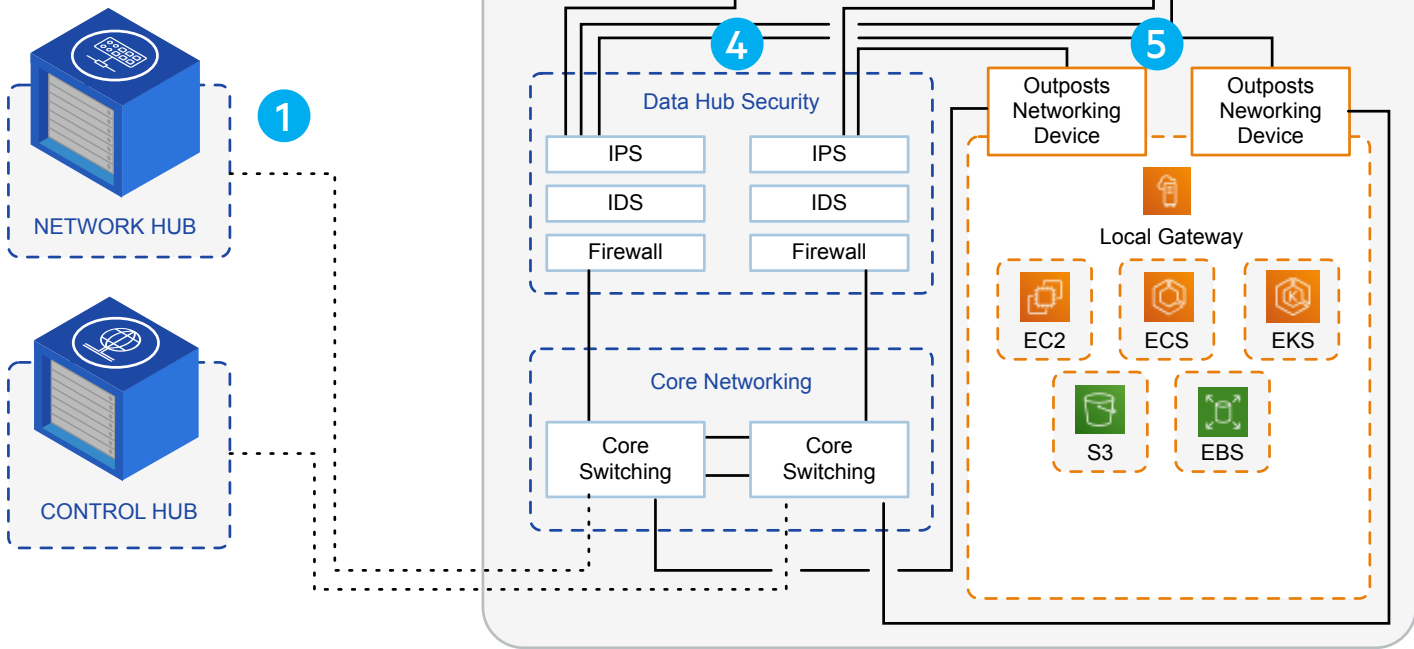 1
NETWORK HUB
CONTROL HUB
4
Data Hub Security
IPS
IDS
Firewall
IPS
IDS
Firewall
Core Networking
Core
Switching
Core
Switching
5
Outposts
Networking
Device
Outposts
Neworking
Device
Local Gateway
EC2
ECS
K
EKS
S3
EBS